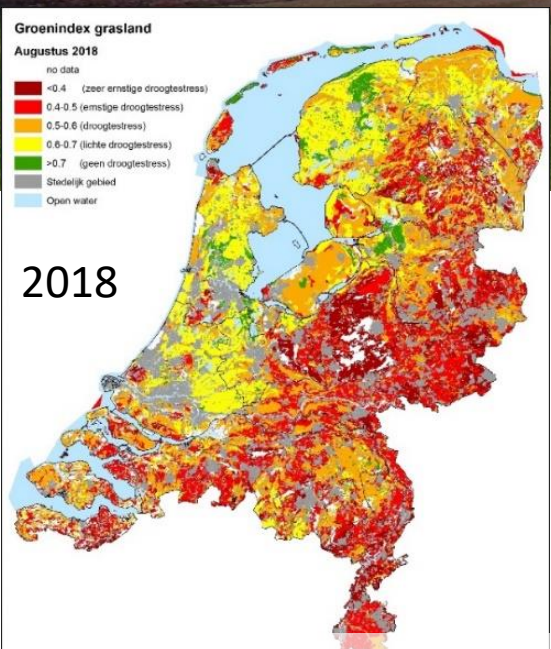 Groenindex grasland
Augustus 2018
no data
<0.4 (zeer ernstige droogtestress)
0.4-0.5 (ernstige droogtestress)
0.5-0.6 (droogtestress)
0.6-0.7 (lichte droogtestress)
>0.7 (geen droogtestress)
Stedelijk gebied
Open water
2018